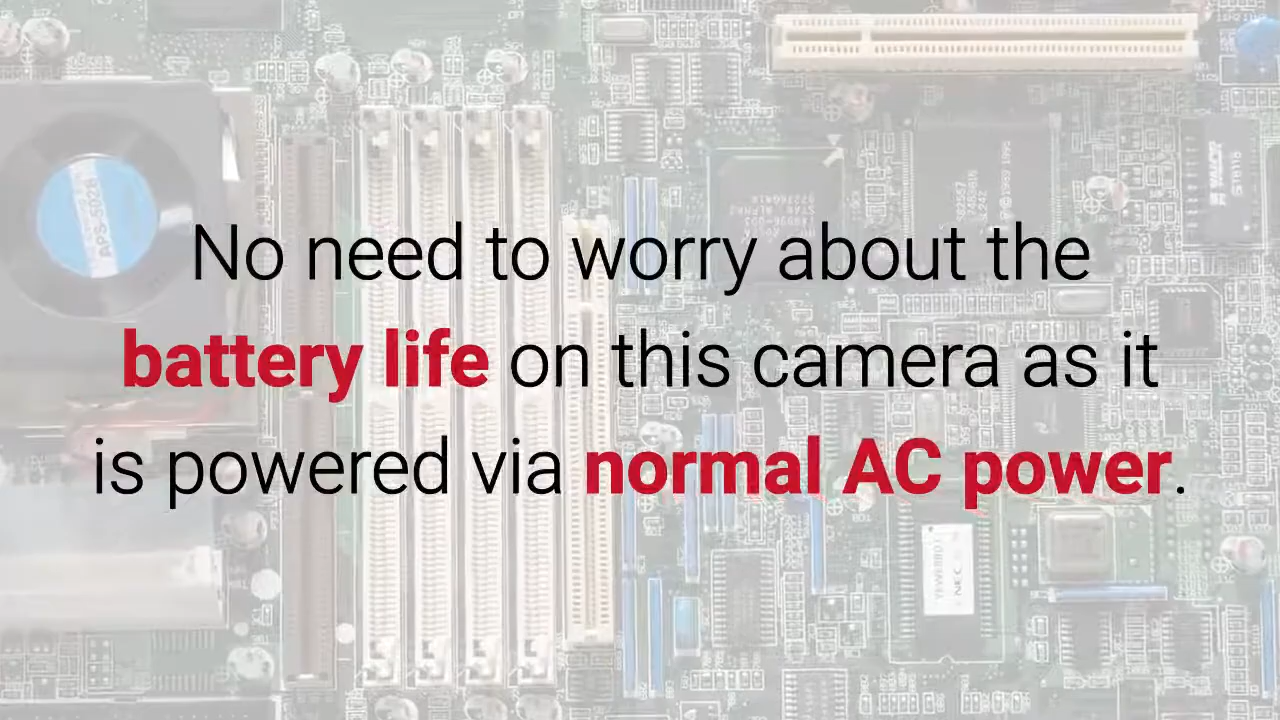 No need to worry about the
battery life on this camera as it
is powered via normal AC power.